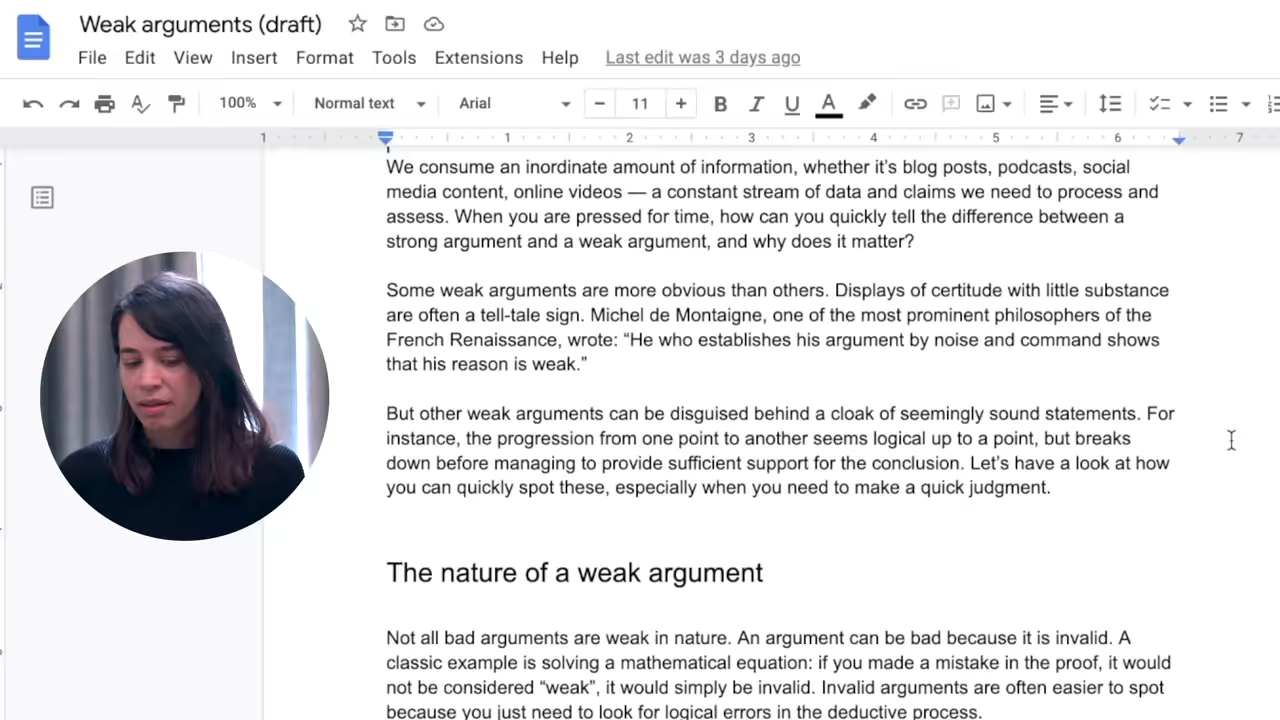 Weak arguments (draft)
File Edit View Insert Format Tools Extensions Help Last edit was 3 days ago
100% Normal text Arial − 11 + B I U A
1 1 2 3 4 5 6 7
We consume an inordinate amount of information, whether it’s blog posts, podcasts, social
media content, online videos — a constant stream of data and claims we need to process and
assess. When you are pressed for time, how can you quickly tell the difference between a
strong argument and a weak argument, and why does it matter?
Some weak arguments are more obvious than others. Displays of certitude with little substance
are often a tell-tale sign. Michel de Montaigne, one of the most prominent philosophers of the
French Renaissance, wrote: “He who establishes his argument by noise and command shows
that his reason is weak.”
But other weak arguments can be disguised behind a cloak of seemingly sound statements. For
instance, the progression from one point to another seems logical up to a point, but breaks
down before managing to provide sufficient support for the conclusion. Let’s have a look at how
you can quickly spot these, especially when you need to make a quick judgment.
The nature of a weak argument
Not all bad arguments are weak in nature. An argument can be bad because it is invalid. A
classic example is solving a mathematical equation: if you made a mistake in the proof, it would
not be considered “weak”, it would simply be invalid. Invalid arguments are often easier to spot
because you just need to look for logical errors in the deductive process.